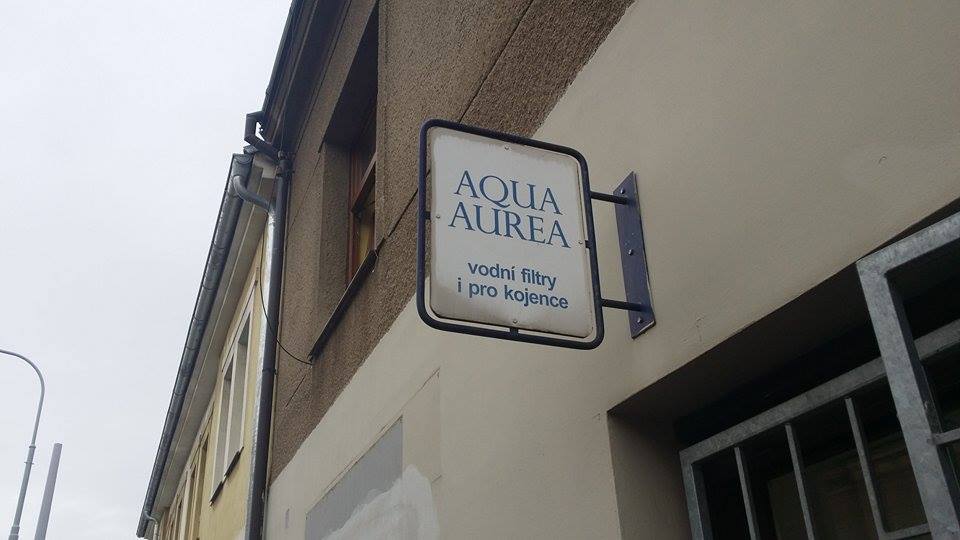 AQUA
AUREA
vodní filtry
i pro kojence